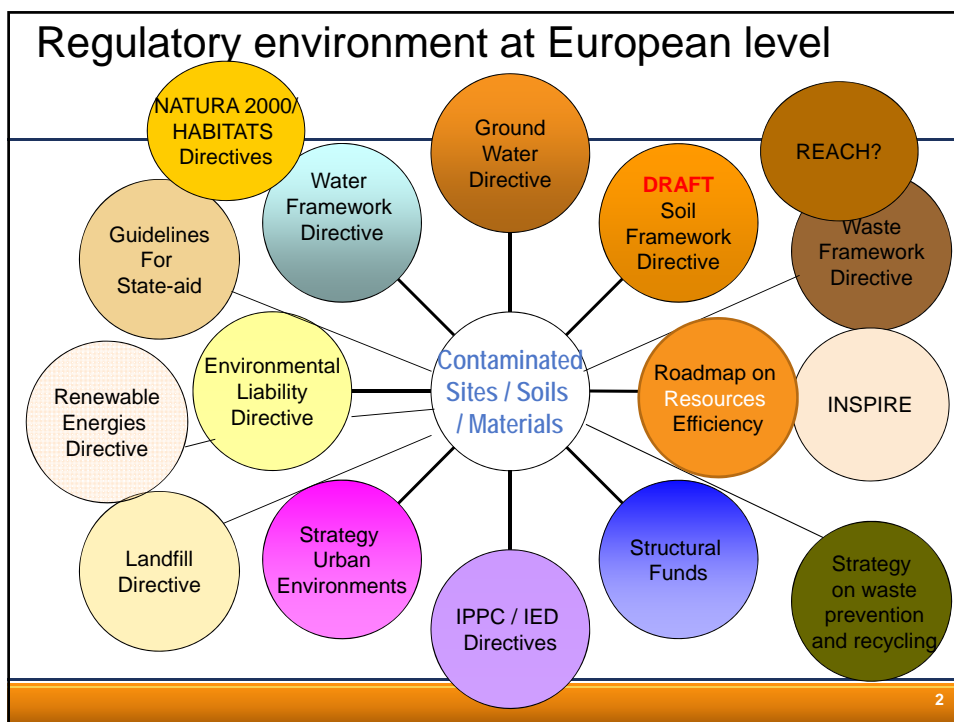 Regulatory environment at European level
NATURA 2000/
HABITATS
Directives
Ground
Water
Directive
REACH?
Water
Framework
Directive
DRAFT
Soil
Framework
Directive
Guidelines
For
State-aid
Waste
Framework
Directive
Renewable
Energies
Directive
Environmental
Liability
Directive
Contaminated
Sites / Soils
/ Materials
Roadmap on
Resources
Efficiency
INSPIRE
Landfill
Directive
Strategy
Urban
Environments
IPPC / IED
Directives
Structural
Funds
Strategy
on waste
prevention
and recycling
2